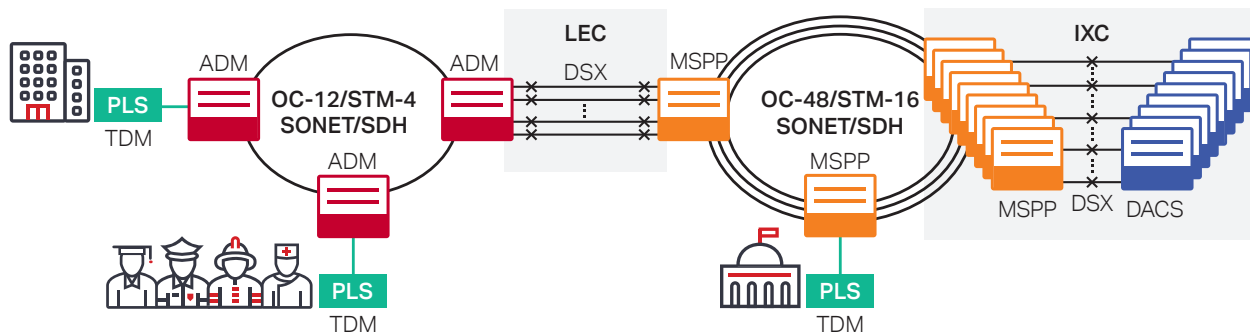 LEC
IXC
ADM
ADM
DSX
MSPP
PLS
TDM
OC-12/STM-4
SONET/SDH
OC-48/STM-16
SONET/SDH
ADM
MSPP
MSPP
DSX
DACS
PLS
TDM
PLS
TDM